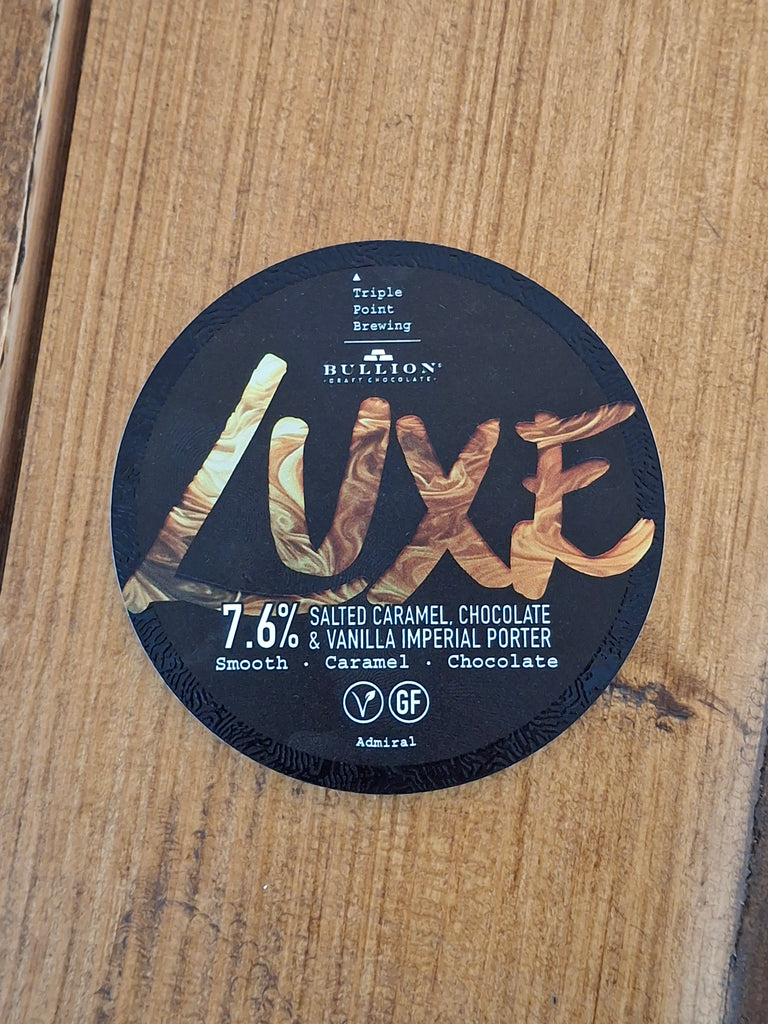 Triple
Point
Brewing
BULLION
CRAFT CHOCOLATE
LUXE
7.6% SALTED CARAMEL, CHOCOLATE
& VANILLA IMPERIAL PORTER
Smooth · Caramel · Chocolate
V GF
Admiral